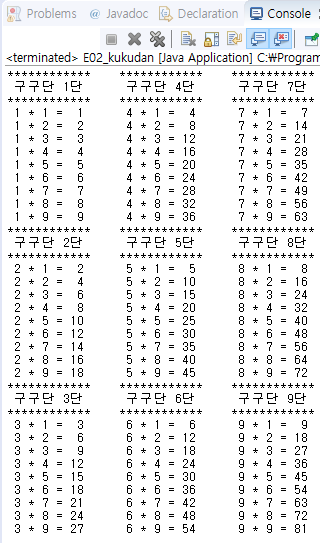 Problems @ Javadoc Declaration Console
<terminated> E02_kukudan [Java Application] C:₩Program
*********** *********** ***********
구구단 1단 구구단 4단 구구단 7단
*********** *********** ***********
1 * 1 = 1 4 * 1 = 4 7 * 1 = 7
1 * 2 = 2 4 * 2 = 8 7 * 2 = 14
1 * 3 = 3 4 * 3 = 12 7 * 3 = 21
1 * 4 = 4 4 * 4 = 16 7 * 4 = 28
1 * 5 = 5 4 * 5 = 20 7 * 5 = 35
1 * 6 = 6 4 * 6 = 24 7 * 6 = 42
1 * 7 = 7 4 * 7 = 28 7 * 7 = 49
1 * 8 = 8 4 * 8 = 32 7 * 8 = 56
1 * 9 = 9 4 * 9 = 36 7 * 9 = 63
*********** *********** ***********
구구단 2단 구구단 5단 구구단 8단
*********** *********** ***********
2 * 1 = 2 5 * 1 = 5 8 * 1 = 8
2 * 2 = 4 5 * 2 = 10 8 * 2 = 16
2 * 3 = 6 5 * 3 = 15 8 * 3 = 24
2 * 4 = 8 5 * 4 = 20 8 * 4 = 32
2 * 5 = 10 5 * 5 = 25 8 * 5 = 40
2 * 6 = 12 5 * 6 = 30 8 * 6 = 48
2 * 7 = 14 5 * 7 = 35 8 * 7 = 56
2 * 8 = 16 5 * 8 = 40 8 * 8 = 64
2 * 9 = 18 5 * 9 = 45 8 * 9 = 72
*********** *********** ***********
구구단 3단 구구단 6단 구구단 9단
*********** *********** ***********
3 * 1 = 3 6 * 1 = 6 9 * 1 = 9
3 * 2 = 6 6 * 2 = 12 9 * 2 = 18
3 * 3 = 9 6 * 3 = 18 9 * 3 = 27
3 * 4 = 12 6 * 4 = 24 9 * 4 = 36
3 * 5 = 15 6 * 5 = 30 9 * 5 = 45
3 * 6 = 18 6 * 6 = 36 9 * 6 = 54
3 * 7 = 21 6 * 7 = 42 9 * 7 = 63
3 * 8 = 24 6 * 8 = 48 9 * 8 = 72
3 * 9 = 27 6 * 9 = 54 9 * 9 = 81